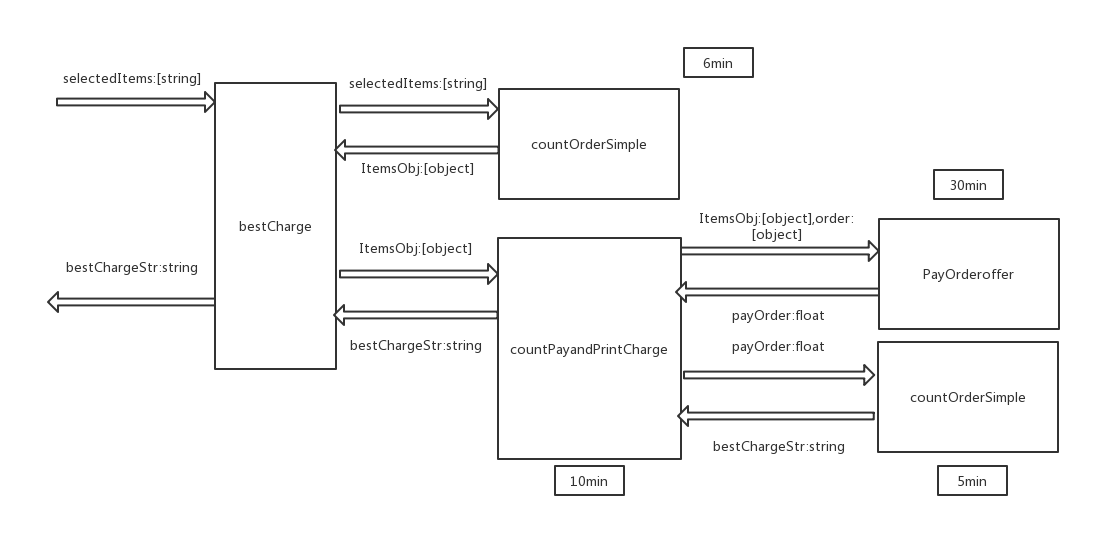 6min
selectedItems:[string]
selectedItems:[string]
countOrderSimple
ItemsObj:[object]
30min
ItemsObj:[object],order:
[object]
bestCharge
ItemsObj:[object]
PayOrderoffer
bestChargeStr:string
payOrder:float
bestChargeStr:string
countPayandPrintCharge
payOrder:float
countOrderSimple
bestChargeStr:string
10min
5min